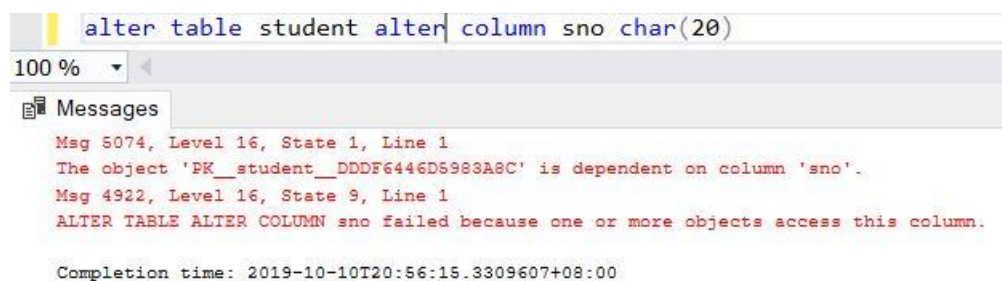 alter table student alter column sno char(20)
100 %
Messages
Msg 5074, Level 16, State 1, Line 1
The object 'PK__student__DDDF6446D5983A8C' is dependent on column 'sno'.
Msg 4922, Level 16, State 9, Line 1
ALTER TABLE ALTER COLUMN sno failed because one or more objects access this column.
Completion time: 2019-10-10T20:56:15.3309607+08:00